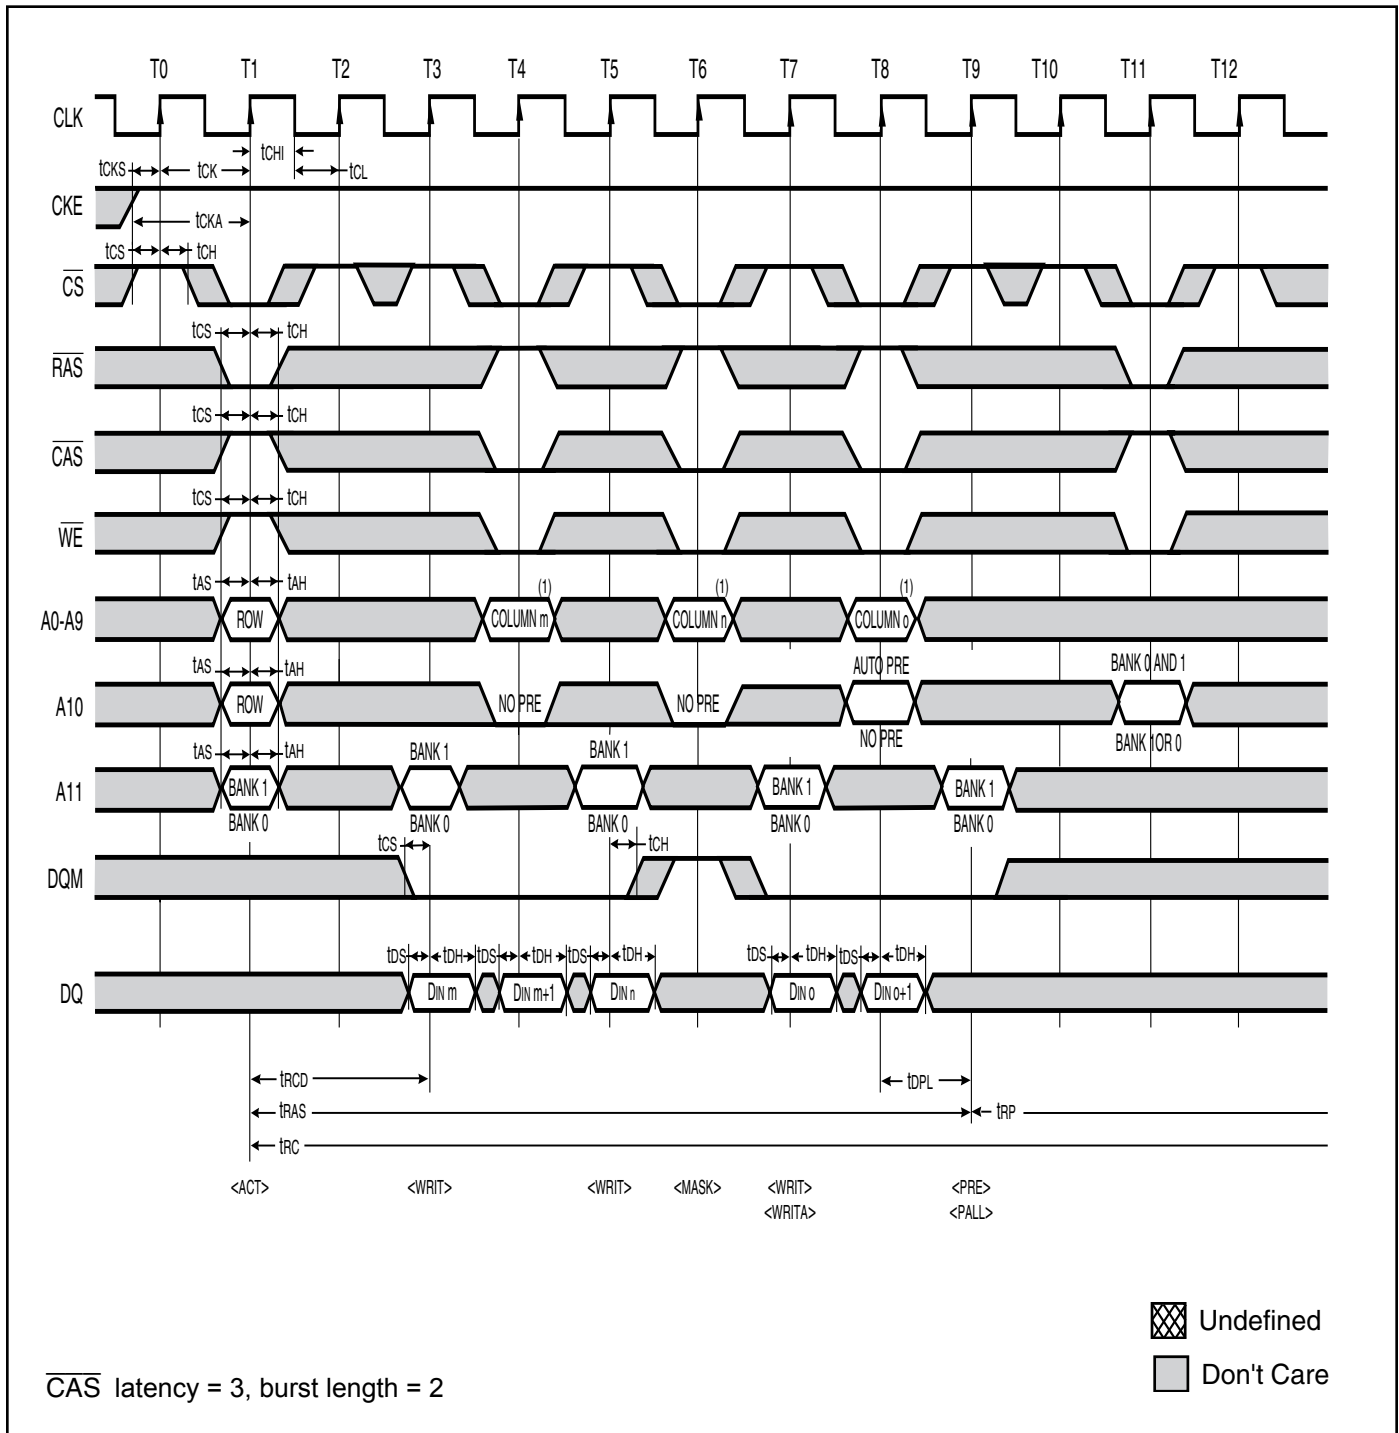 T0 T1 T2 T3 T4 T5 T6 T7 T8 T9 T10 T11 T12
CLK
tCHI
tCKS tCK tCL
CKE
tCKA
tCS tCH
CS
tCS tCH
RAS
tCS tCH
CAS
tCS tCH
WE
tAS tAH (1) (1) (1)
A0-A9 ROW COLUMN m COLUMN n COLUMN o
tAS tAH AUTO PRE BANK 0 AND 1
A10 ROW NO PRE NO PRE
NO PRE BANK 1OR 0
tAS tAH BANK 1 BANK 1
A11 BANK 1 BANK 1 BANK 1
BANK 0 BANK 0 BANK 0 BANK 0 BANK 0
tCS tCH
DQM
tDS tDH tDS tDH tDS tDH tDS tDH tDS tDH
DQ DIN m DIN m+1 DIN n DIN o DIN o+1
tRCD tDPL
tRAS tRP
tRC
<ACT> <WRIT> <WRIT> <MASK> <WRIT> <PRE>
<WRITA> <PALL>
Undefined
Don't Care
CAS latency = 3, burst length = 2